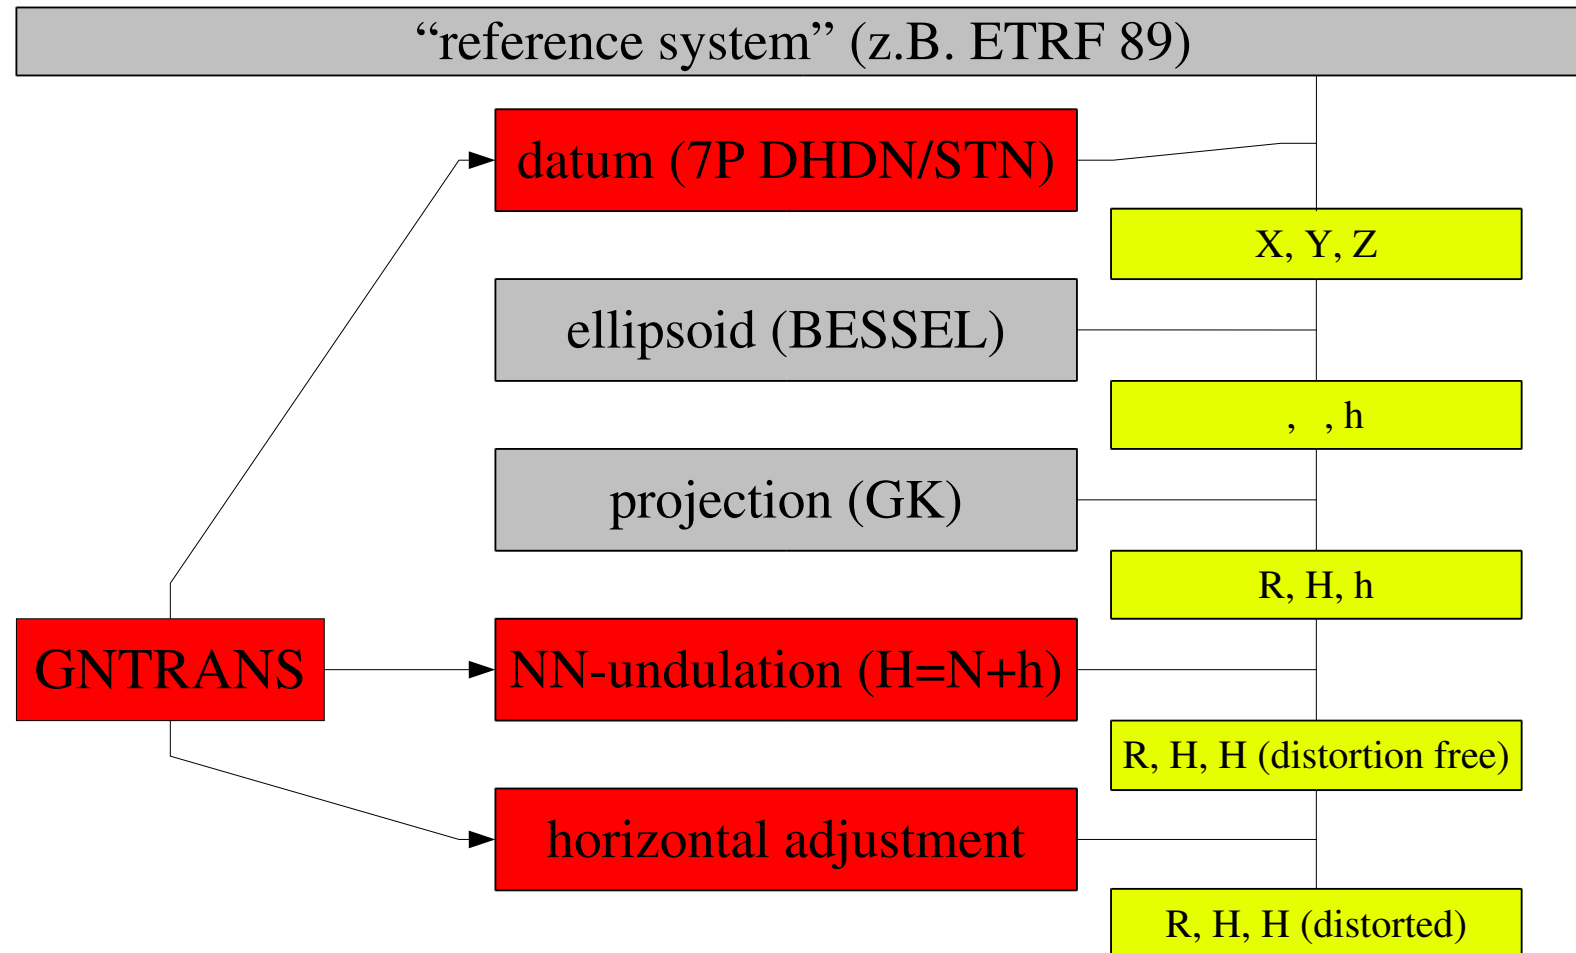 “reference system” (z.B. ETRF 89)
datum (7P DHDN/STN)
X, Y, Z
ellipsoid (BESSEL)
, , h
projection (GK)
R, H, h
GNTRANS
NN-undulation (H=N+h)
R, H, H (distortion free)
horizontal adjustment
R, H, H (distorted)